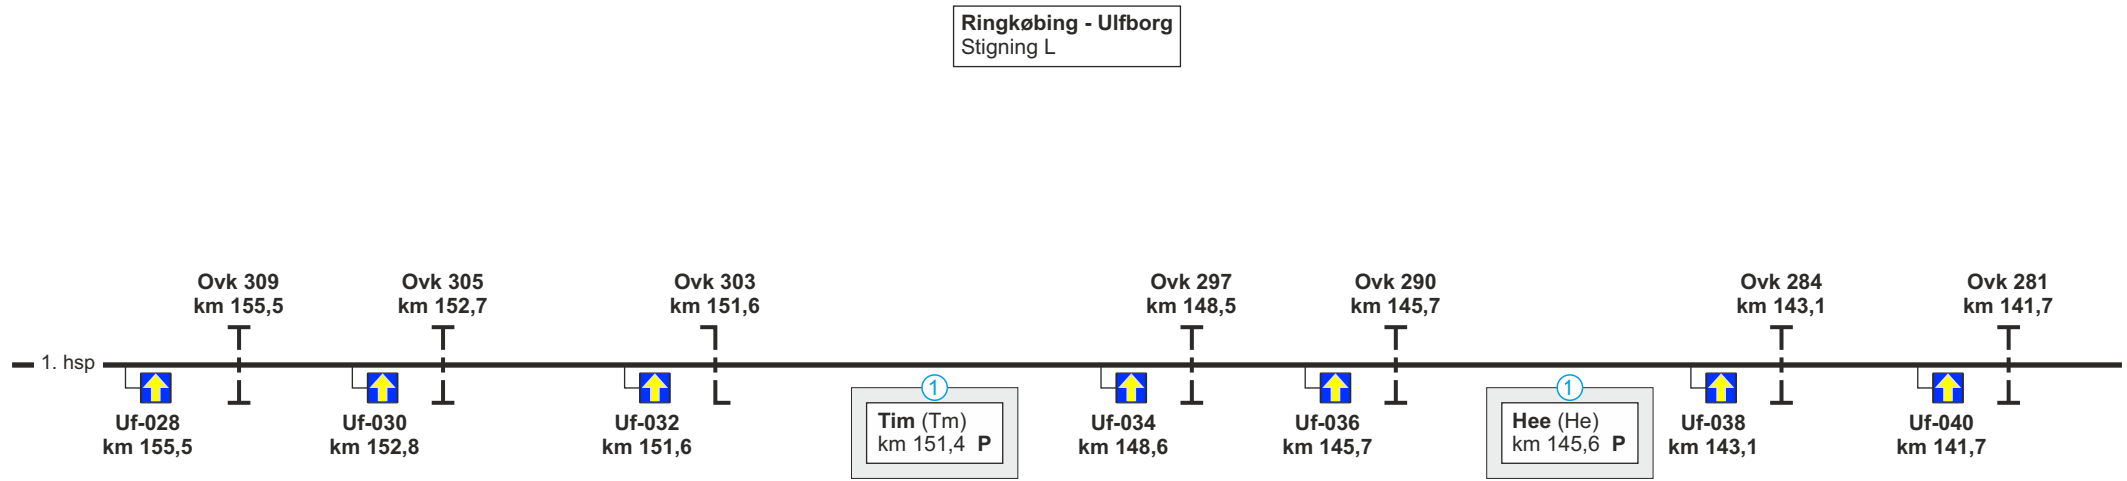 Ringkøbing - Ulfborg
Stigning L
Ovk 309
km 155,5
Ovk 305
km 152,7
Ovk 303
km 151,6
Ovk 297
km 148,5
Ovk 290
km 145,7
Ovk 284
km 143,1
Ovk 281
km 141,7
1. hsp
Uf-028
km 155,5
Uf-030
km 152,8
Uf-032
km 151,6
1
Tim (Tm)
km 151,4 P
Uf-034
km 148,6
Uf-036
km 145,7
1
Hee (He)
km 145,6 P
Uf-038
km 143,1
Uf-040
km 141,7